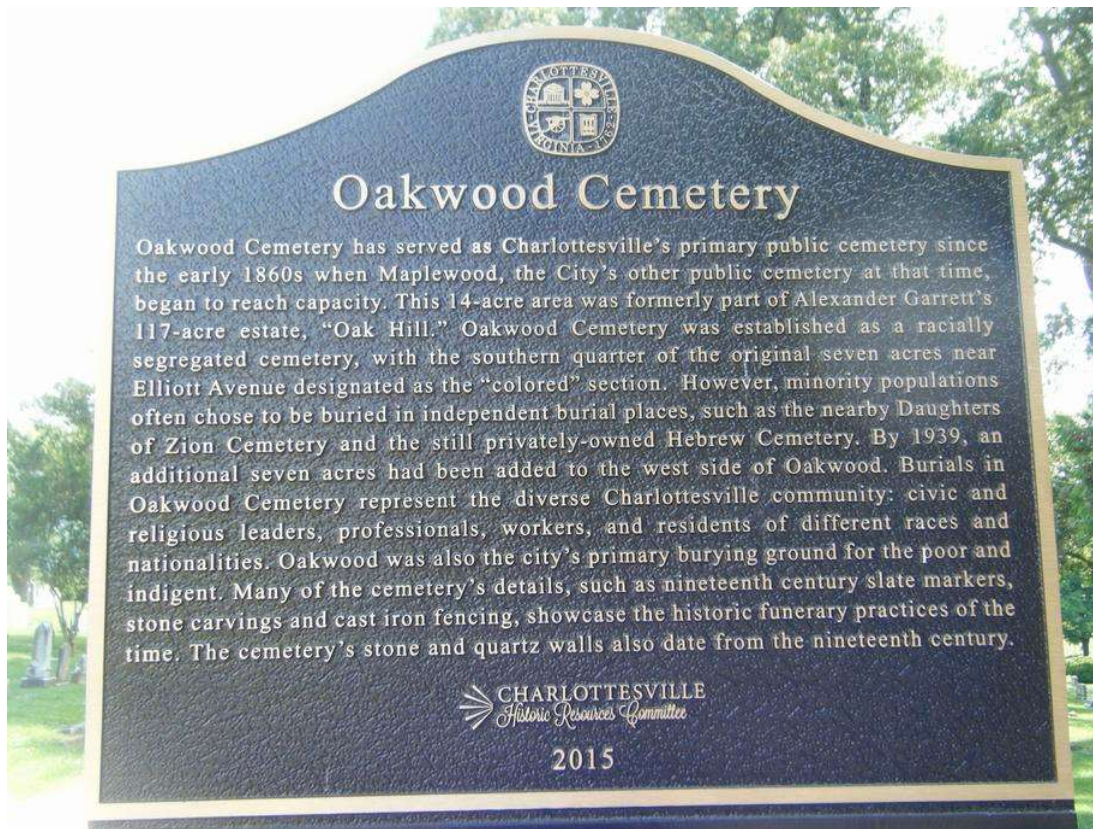 CHARLOTTESVILLE
VIRGINIA - 1762
Oakwood Cemetery
Oakwood Cemetery has served as Charlottesville's primary public cemetery since
the early 1860s when Maplewood, the City's other public cemetery at that time,
began to reach capacity. This 14-acre area was formerly part of Alexander Garrett's
117-acre estate, “Oak Hill.” Oakwood Cemetery was established as a racially
segregated cemetery, with the southern quarter of the original seven acres near
Elliott Avenue designated as the “colored” section. However, minority populations
often chose to be buried in independent burial places, such as the nearby Daughters
of Zion Cemetery and the still privately-owned Hebrew Cemetery. By 1939, an
additional seven acres had been added to the west side of Oakwood. Burials in
Oakwood Cemetery represent the diverse Charlottesville community: civic and
religious leaders, professionals, workers, and residents of different races and
nationalities. Oakwood was also the city's primary burying ground for the poor and
indigent. Many of the cemetery's details, such as nineteenth century slate markers,
stone carvings and cast iron fencing, showcase the historic funerary practices of the
time. The cemetery's stone and quartz walls also date from the nineteenth century.
CHARLOTTESVILLE
Historic Resources Committee
2015